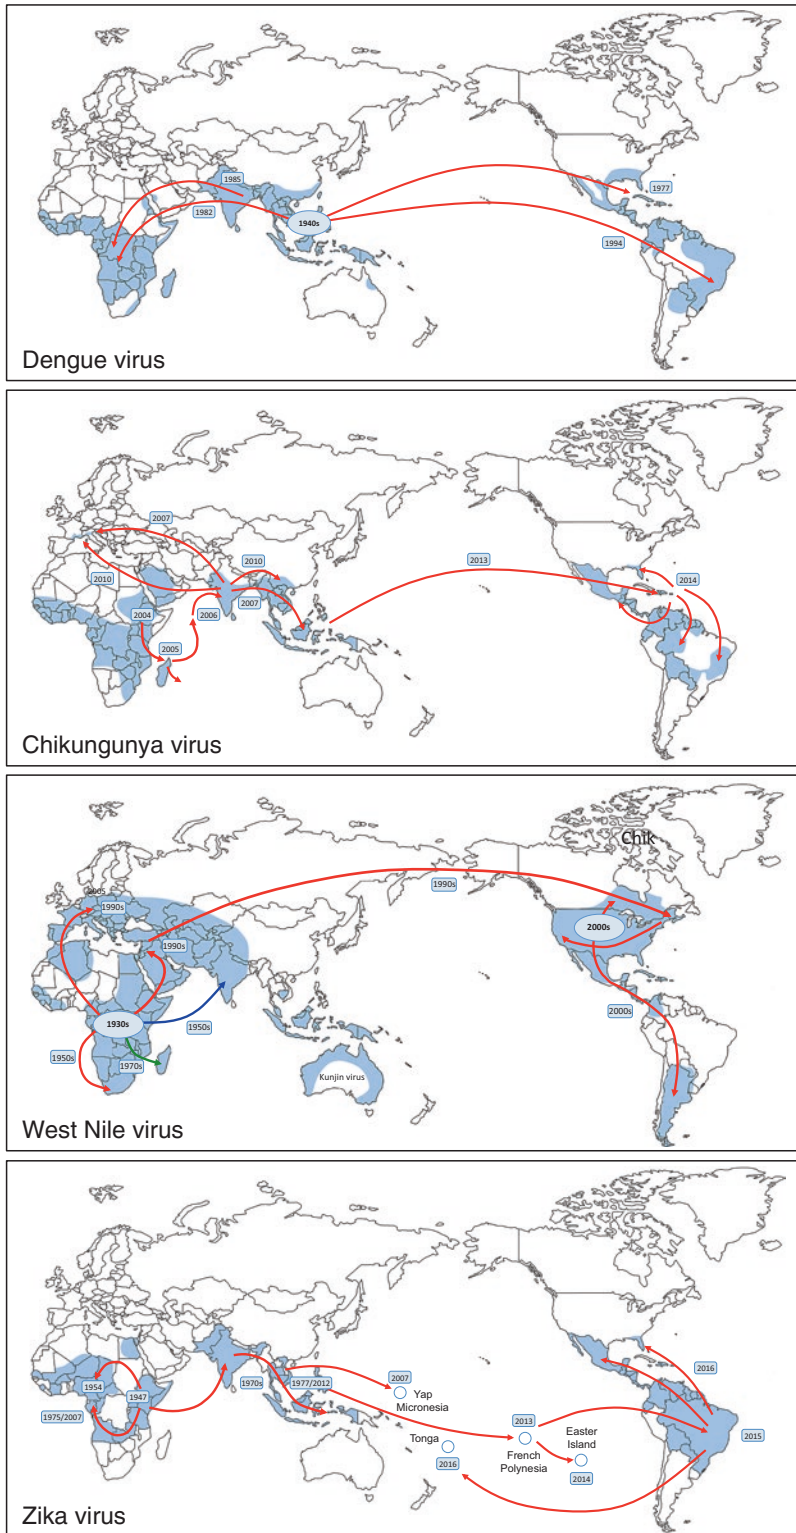 1985
1982
1940s
1977
1994
Dengue virus
2007
2010
2010
2013
2014
2004
2006
2007
2005
Chikungunya virus
Chik
1990s
2005
1990s
2000s
1990s
2000s
1930s
1950s
1950s
1970s
Kunjin virus
West Nile virus
2016
1954
1970s
1977/2012
2007
1947
Yap
Micronesia
1975/2007
2013
Easter
Island
2015
Tonga
French
Polynesia
2016
2014
Zika virus